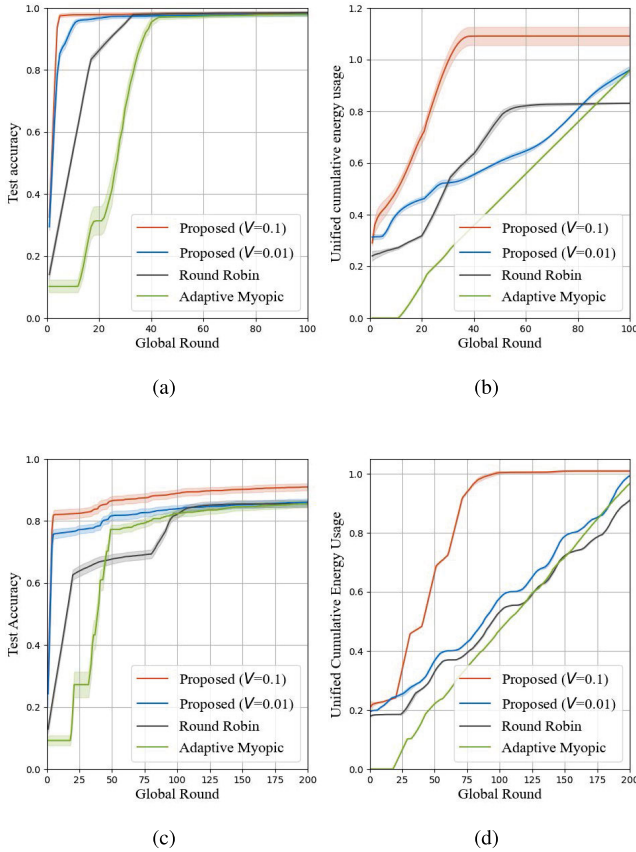 1.0
0.8
0.6
0.4
0.2
0.0
0
20
40
60
80
100
Test accuracy
Global Round
Proposed (V=0.1)
Proposed (V=0.01)
Round Robin
Adaptive Myopic
(a)
1.2
1.0
0.8
0.6
0.4
0.2
0.0
0
20
40
60
80
100
Unified cumulative energy usage
Global Round
Proposed (V=0.1)
Proposed (V=0.01)
Round Robin
Adaptive Myopic
(b)
1.0
0.8
0.6
0.4
0.2
0.0
0
25
50
75
100
125
150
175
200
Test Accuracy
Global Round
Proposed (V=0.1)
Proposed (V=0.01)
Round Robin
Adaptive Myopic
(c)
1.2
1.0
0.8
0.6
0.4
0.2
0.0
0
25
50
75
100
125
150
175
200
Unified Cumulative Energy Usage
Global Round
Proposed (V=0.1)
Proposed (V=0.01)
Round Robin
Adaptive Myopic
(d)